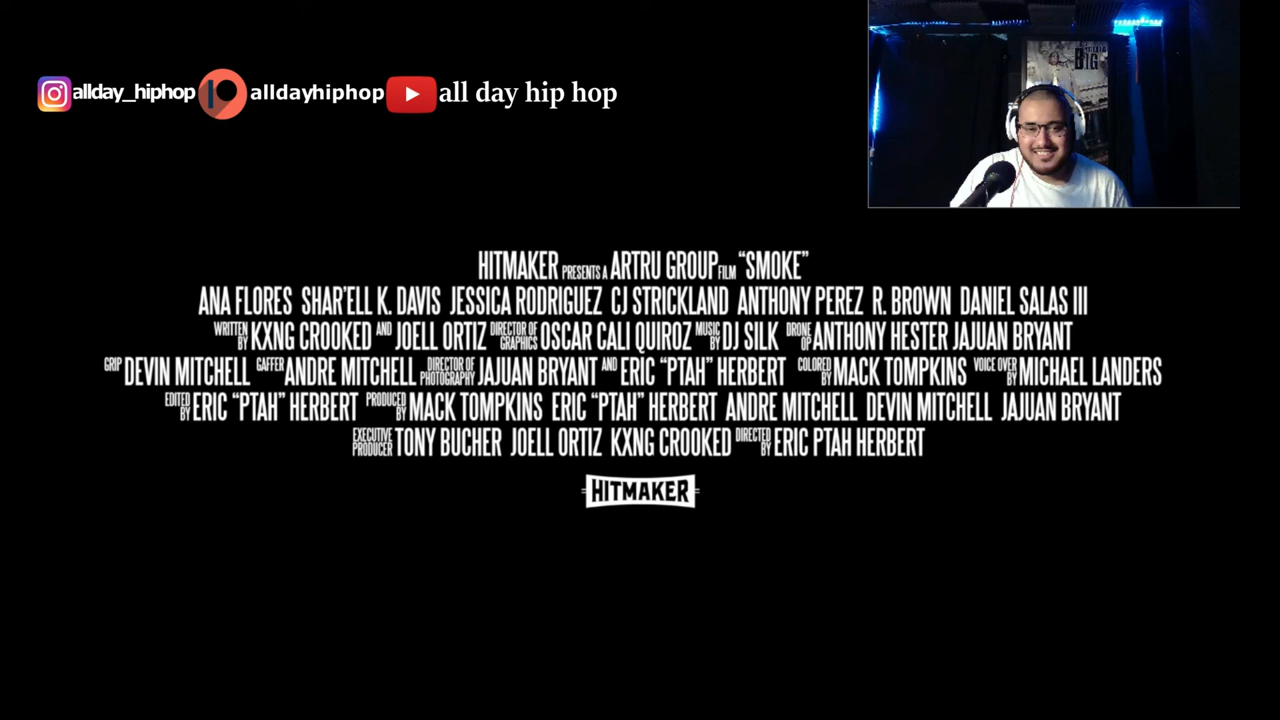 allday_hiphop alldayhiphop all day hip hop
BIG
HITMAKER PRESENTS A ARTRU GROUP FILM “SMOKE”
ANA FLORES SHAR’ELL K. DAVIS JESSICA RODRIGUEZ CJ STRICKLAND ANTHONY PEREZ R. BROWN DANIEL SALAS III
WRITTEN BY KXNG CROOKED AND JOELL ORTIZ DIRECTOR OF GRAPHICS OSCAR CALI QUIROZ MUSIC BY DJ SILK DRONE OP ANTHONY HESTER JAJUAN BRYANT
GRIP DEVIN MITCHELL GAFFER ANDRE MITCHELL DIRECTOR OF PHOTOGRAPHY JAJUAN BRYANT AND ERIC “PTAH” HERBERT COLORED BY MACK TOMPKINS VOICE OVER BY MICHAEL LANDERS
EDITED BY ERIC “PTAH” HERBERT PRODUCED BY MACK TOMPKINS ERIC “PTAH” HERBERT ANDRE MITCHELL DEVIN MITCHELL JAJUAN BRYANT
EXECUTIVE PRODUCER TONY BUCHER JOELL ORTIZ KXNG CROOKED DIRECTED BY ERIC PTAH HERBERT
HITMAKER